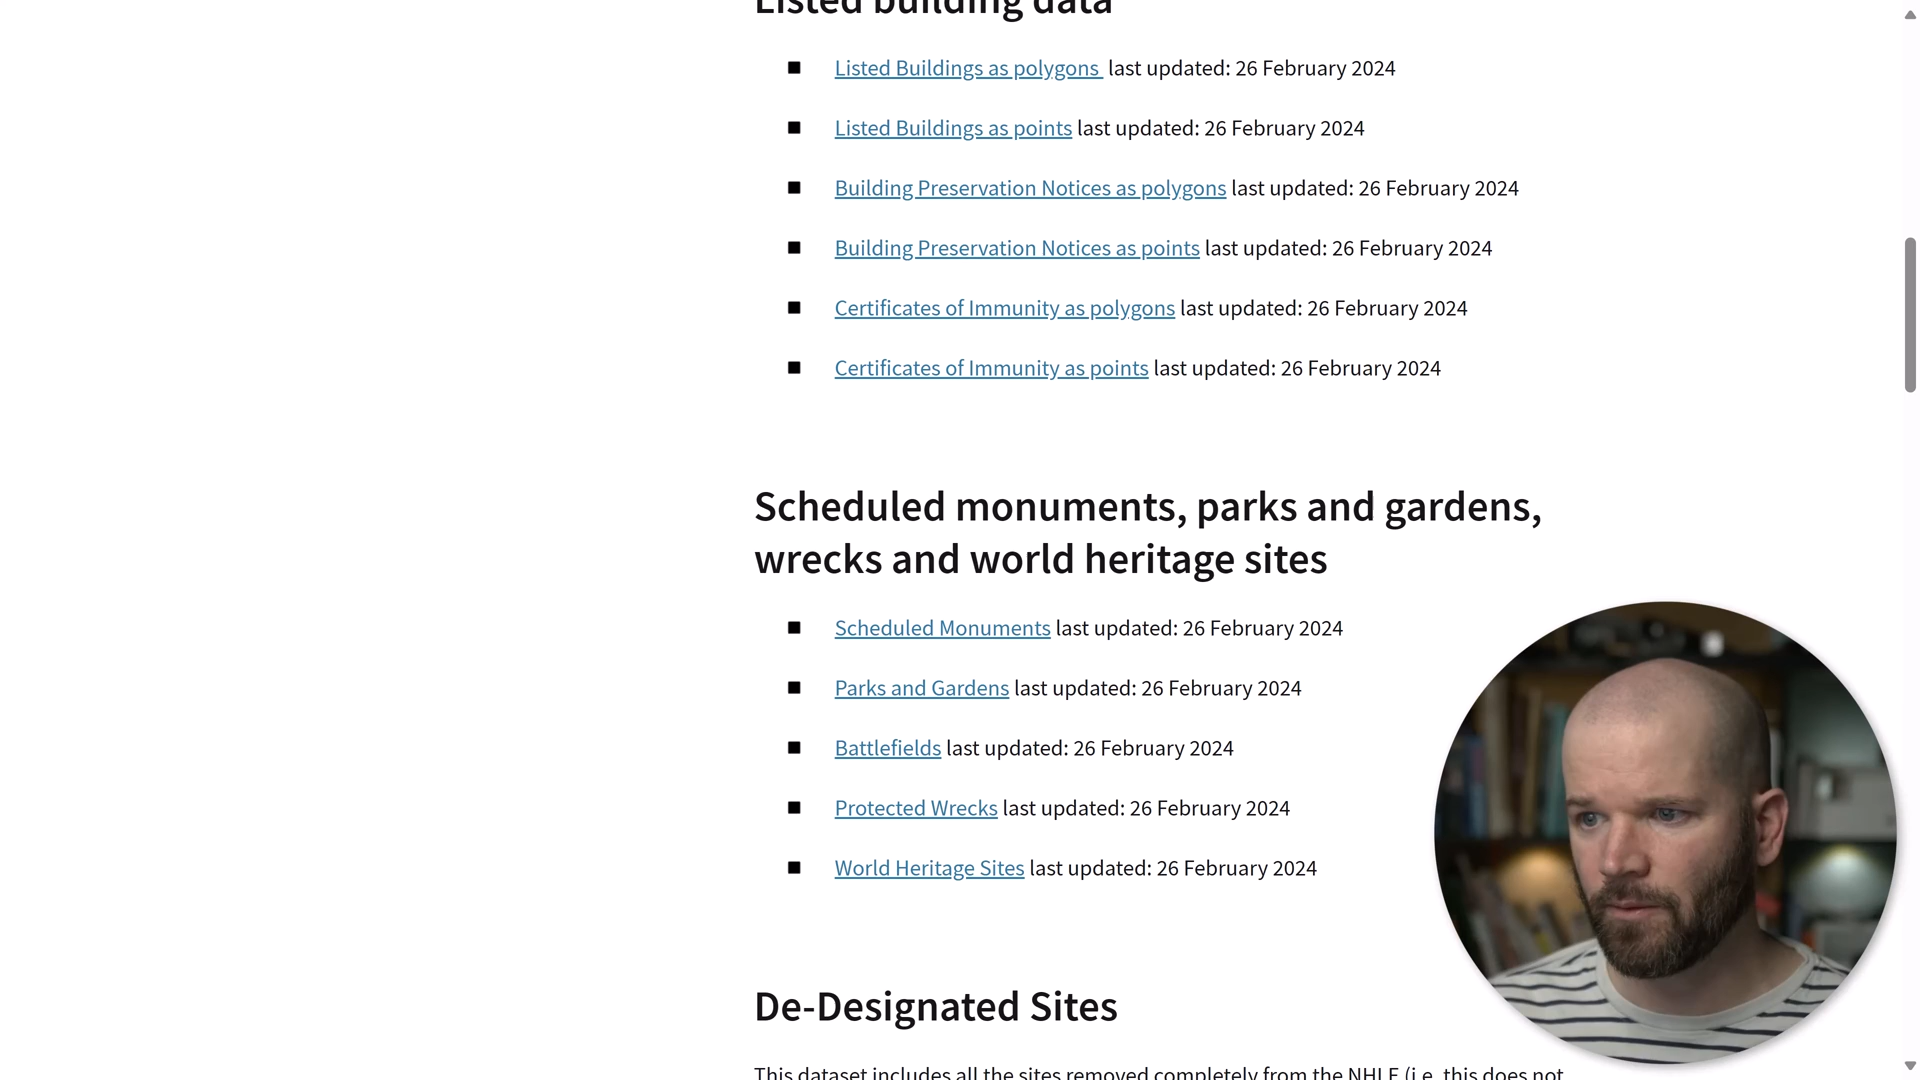 Listed building data
Listed Buildings as polygons last updated: 26 February 2024
Listed Buildings as points last updated: 26 February 2024
Building Preservation Notices as polygons last updated: 26 February 2024
Building Preservation Notices as points last updated: 26 February 2024
Certificates of Immunity as polygons last updated: 26 February 2024
Certificates of Immunity as points last updated: 26 February 2024
Scheduled monuments, parks and gardens,
wrecks and world heritage sites
Scheduled Monuments last updated: 26 February 2024
Parks and Gardens last updated: 26 February 2024
Battlefields last updated: 26 February 2024
Protected Wrecks last updated: 26 February 2024
World Heritage Sites last updated: 26 February 2024
De-Designated Sites
This dataset includes all the sites removed completely from the NHLE (i.e. this does not